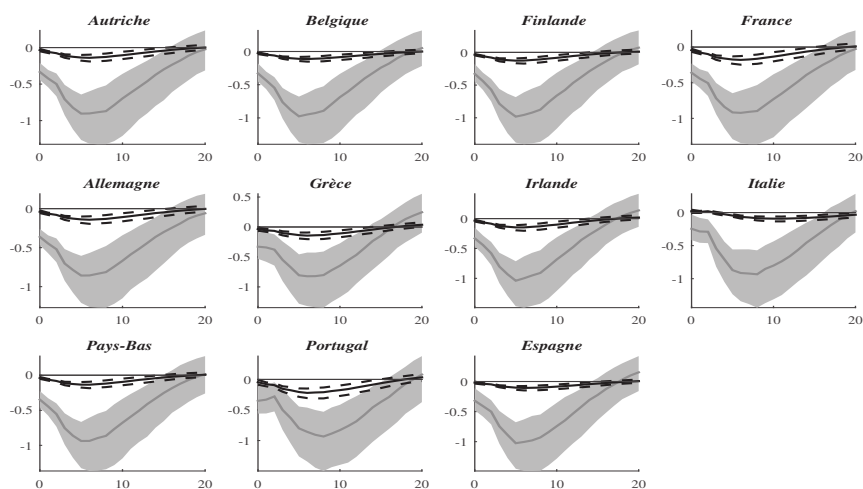 Autriche Belgique Finlande France
0 0 0 0
-0.5 -0.5 -0.5 -0.5
-1 -1 -1 -1
0 10 20 0 10 20 0 10 20 0 10 20
Allemagne Grèce Irlande Italie
0.5
0 0 0 0
-0.5 -0.5 -0.5 -0.5
-1 -1 -1 -1
0 10 20 0 10 20 0 10 20 0 10 20
Pays-Bas Portugal Espagne
0 0 0
-0.5 -0.5 -0.5
-1 -1 -1
0 10 20 0 10 20 0 10 20